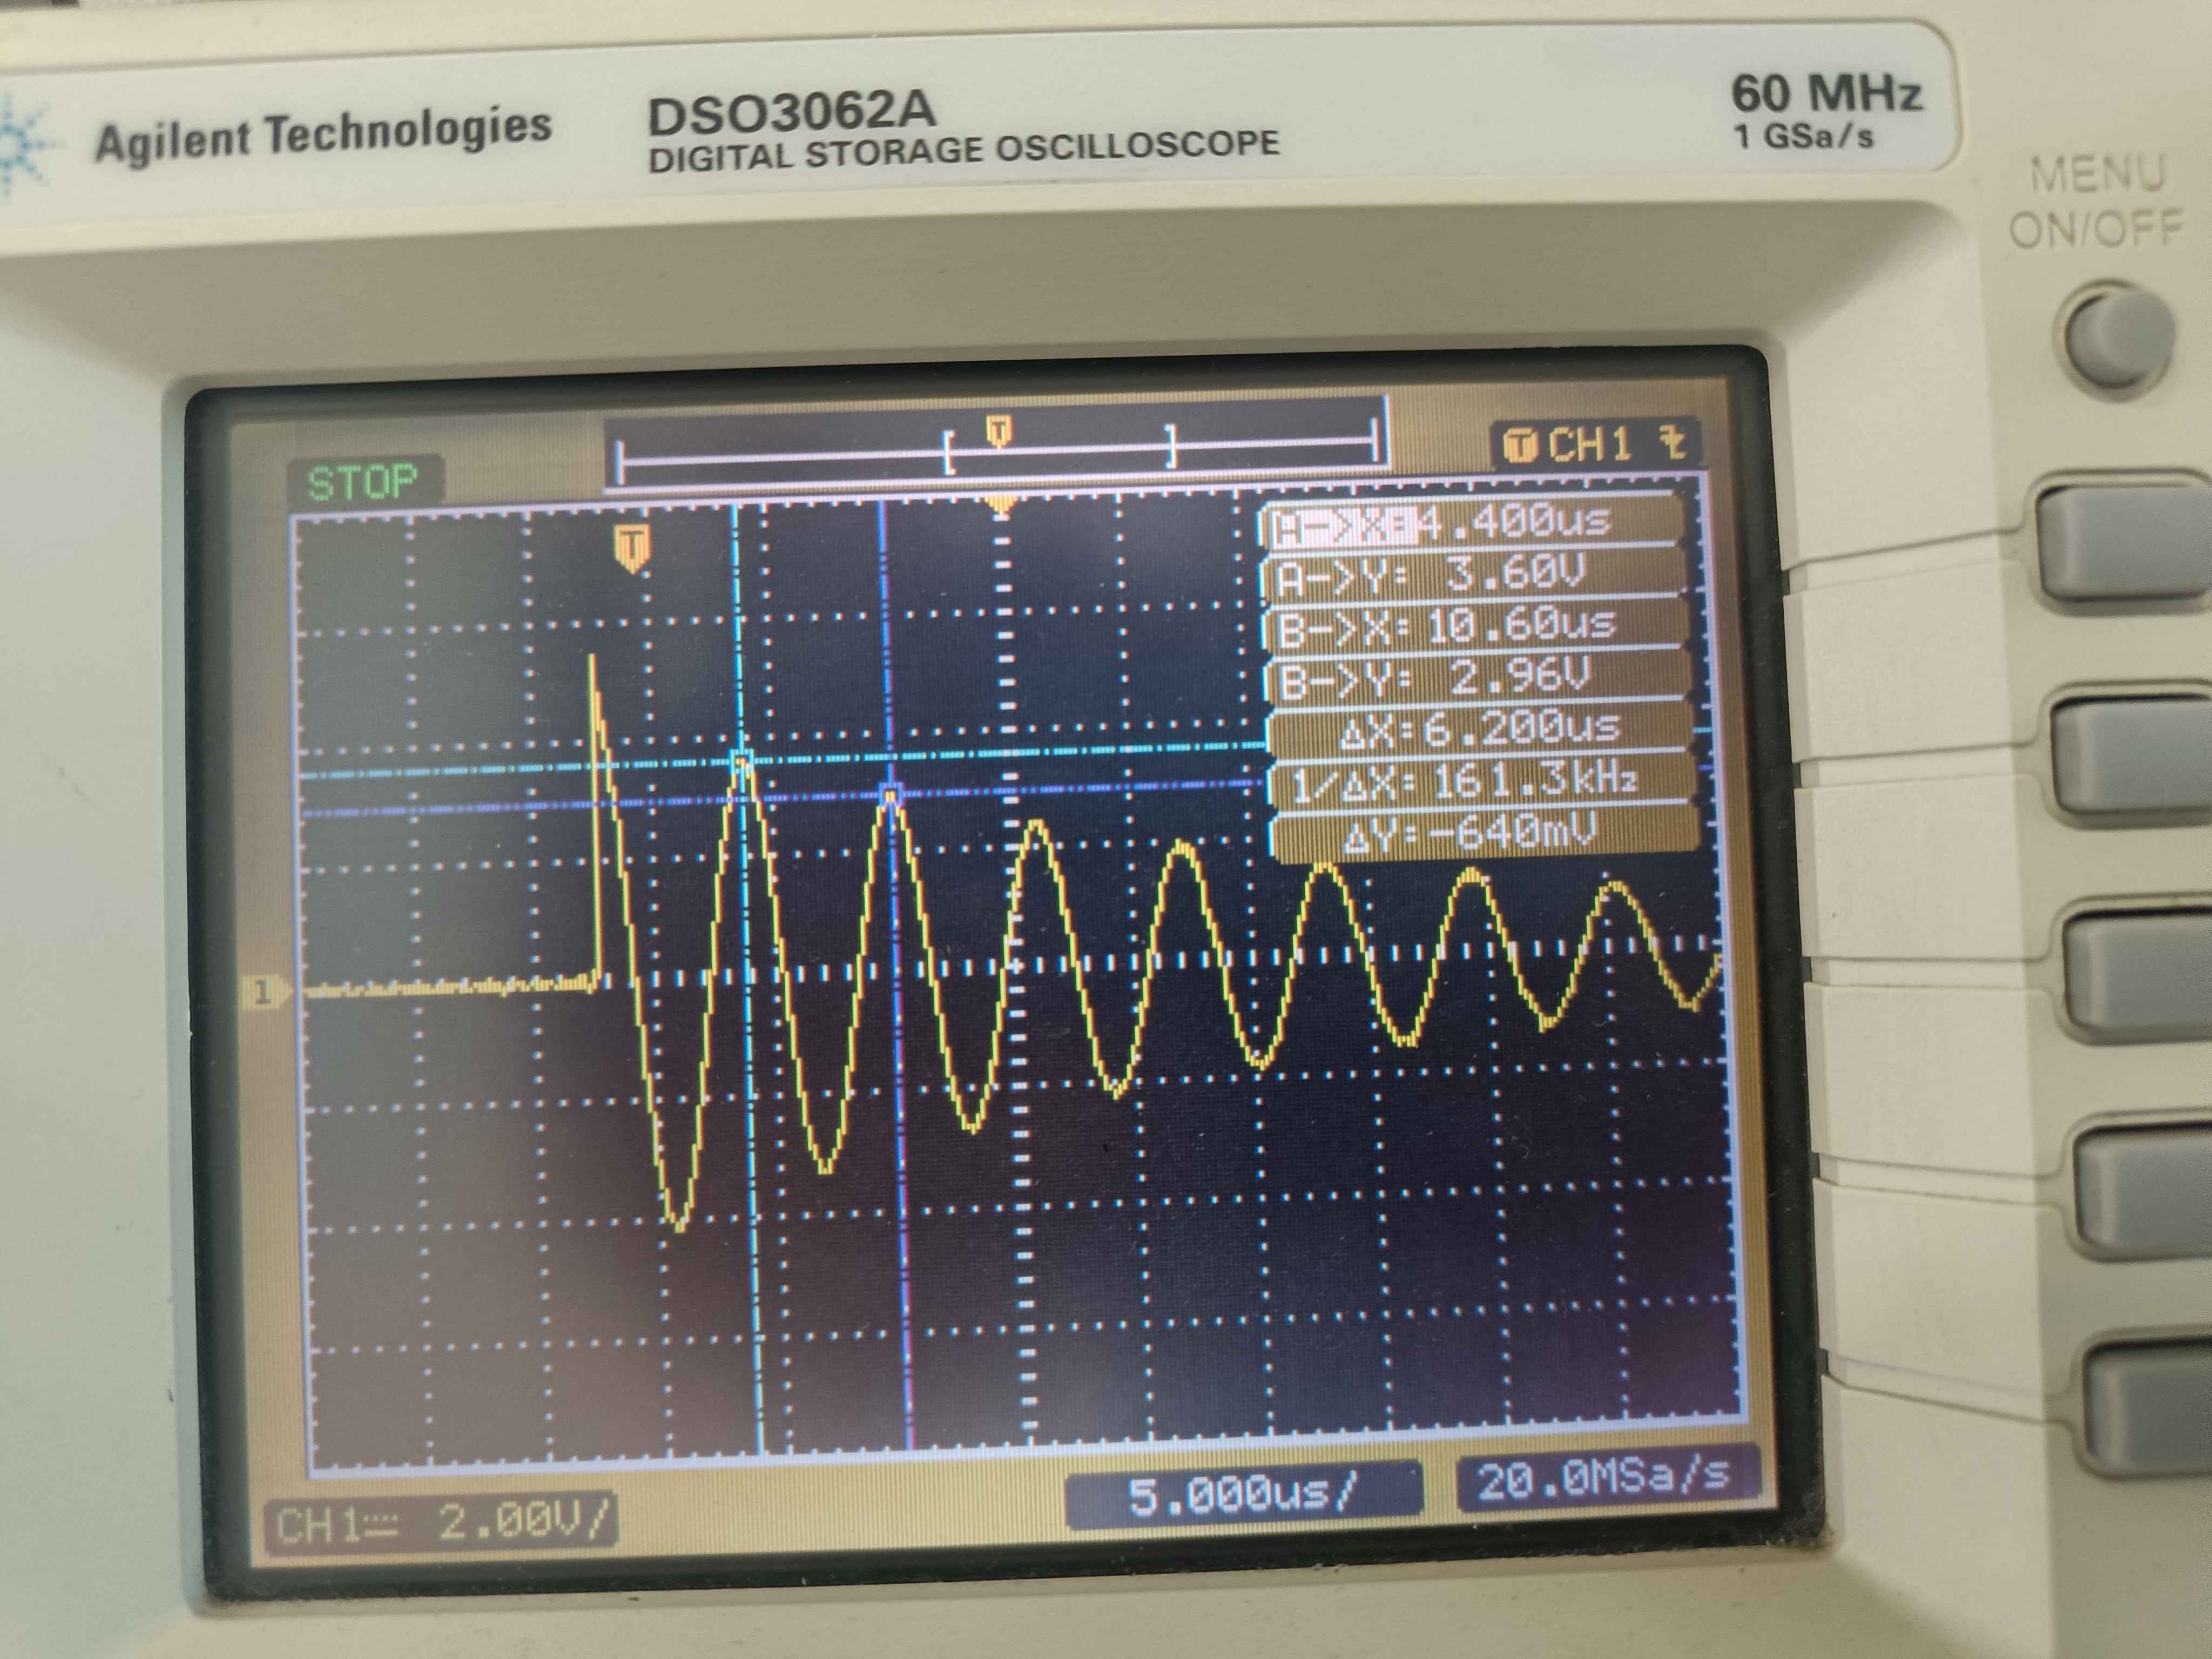 Agilent Technologies
DSO3062A
DIGITAL STORAGE OSCILLOSCOPE
60 MHz
1 GSa/s
MENU
ON/OFF
STOP
T
T CH1
T
A->X:4.400us
A->Y: 3.60V
B->X: 10.60us
B->Y: 2.96V
ΔX:6.200us
1/ΔX:161.3kHz
ΔY:-640mV
1
CH1 2.00V/
5.000us/
20.0MSa/s